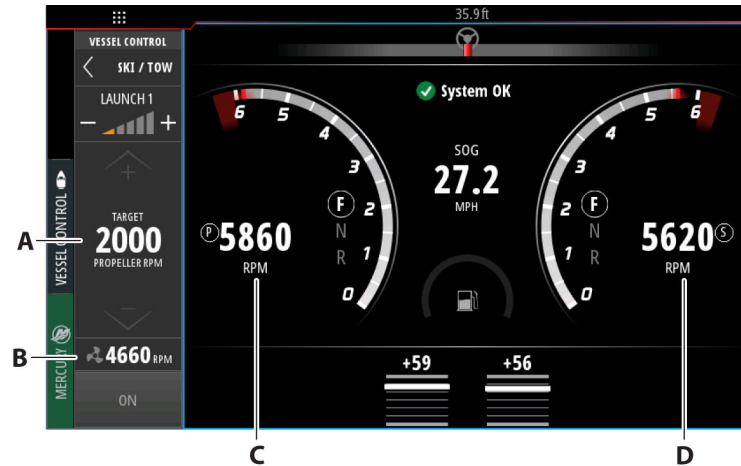 35.9 ft
VESSEL CONTROL
SKI / TOW
LAUNCH 1
− +
+
TARGET
2000
PROPELLER RPM
−
4660 RPM
ON
VESSEL CONTROL
MERCURY
System OK
SOG
27.2
MPH
6
5
4
3
2
1
0
P 5860
RPM
F
N
R
6
5
4
3
2
1
0
F
N
R
5620 S
RPM
+59
+56
A
B
C
D